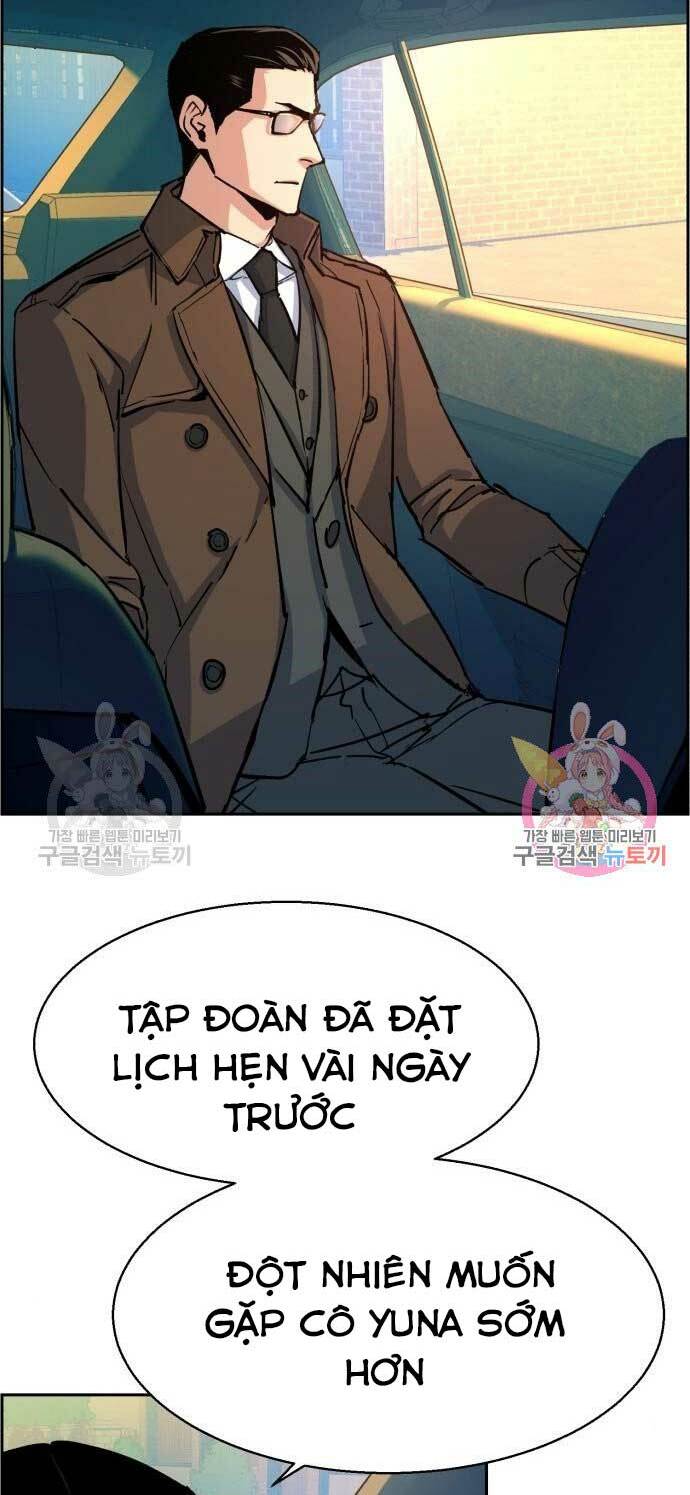 가장 빠른 웹툰 미리보기
구글검색 뉴토끼
가장 빠른 웹툰 미리보기
구글검색 뉴토끼
TẬP ĐOÀN ĐÃ ĐẶT
LỊCH HẸN VÀI NGÀY
TRƯỚC
ĐỘT NHIÊN MUỐN
GẶP CÔ YUNA SỚM
HƠN